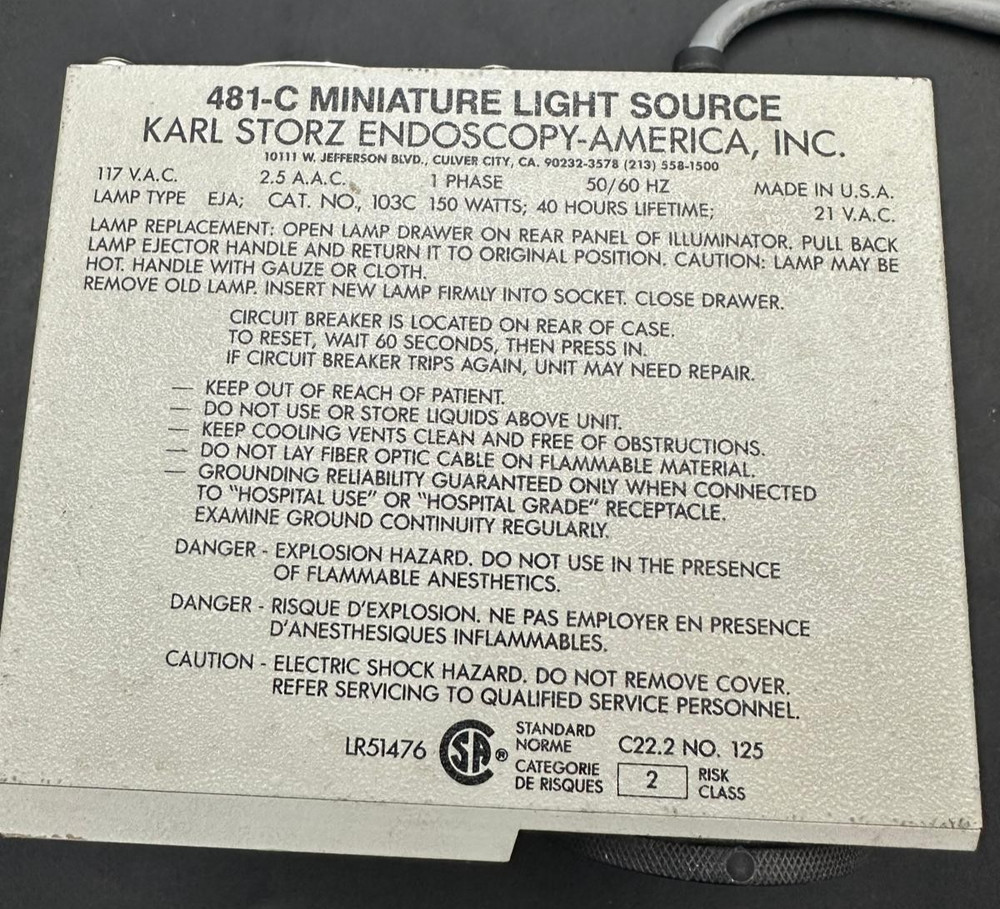 481-C MINIATURE LIGHT SOURCE
KARL STORZ ENDOSCOPY-AMERICA, INC.
10111 W. JEFFERSON BLVD., CULVER CITY, CA. 90232-3578 (213) 558-1500
117 V.A.C. 2.5 A.A.C. 1 PHASE 50/60 HZ MADE IN U.S.A.
LAMP TYPE EJA; CAT. NO., 103C 150 WATTS; 40 HOURS LIFETIME; 21 V.A.C.
LAMP REPLACEMENT: OPEN LAMP DRAWER ON REAR PANEL OF ILLUMINATOR. PULL BACK
LAMP EJECTOR HANDLE AND RETURN IT TO ORIGINAL POSITION. CAUTION: LAMP MAY BE
HOT. HANDLE WITH GAUZE OR CLOTH.
REMOVE OLD LAMP. INSERT NEW LAMP FIRMLY INTO SOCKET. CLOSE DRAWER.
CIRCUIT BREAKER IS LOCATED ON REAR OF CASE.
TO RESET, WAIT 60 SECONDS, THEN PRESS IN.
IF CIRCUIT BREAKER TRIPS AGAIN, UNIT MAY NEED REPAIR.
— KEEP OUT OF REACH OF PATIENT.
— DO NOT USE OR STORE LIQUIDS ABOVE UNIT.
— KEEP COOLING VENTS CLEAN AND FREE OF OBSTRUCTIONS.
— DO NOT LAY FIBER OPTIC CABLE ON FLAMMABLE MATERIAL.
— GROUNDING RELIABILITY GUARANTEED ONLY WHEN CONNECTED
TO "HOSPITAL USE" OR "HOSPITAL GRADE" RECEPTACLE.
EXAMINE GROUND CONTINUITY REGULARLY.
DANGER - EXPLOSION HAZARD. DO NOT USE IN THE PRESENCE
OF FLAMMABLE ANESTHETICS.
DANGER - RISQUE D'EXPLOSION. NE PAS EMPLOYER EN PRESENCE
D'ANESTHESIQUES INFLAMMABLES.
CAUTION - ELECTRIC SHOCK HAZARD. DO NOT REMOVE COVER.
REFER SERVICING TO QUALIFIED SERVICE PERSONNEL.
LR51476 SA ® STANDARD NORME C22.2 NO. 125
CATEGORIE DE RISQUES 2 RISK CLASS